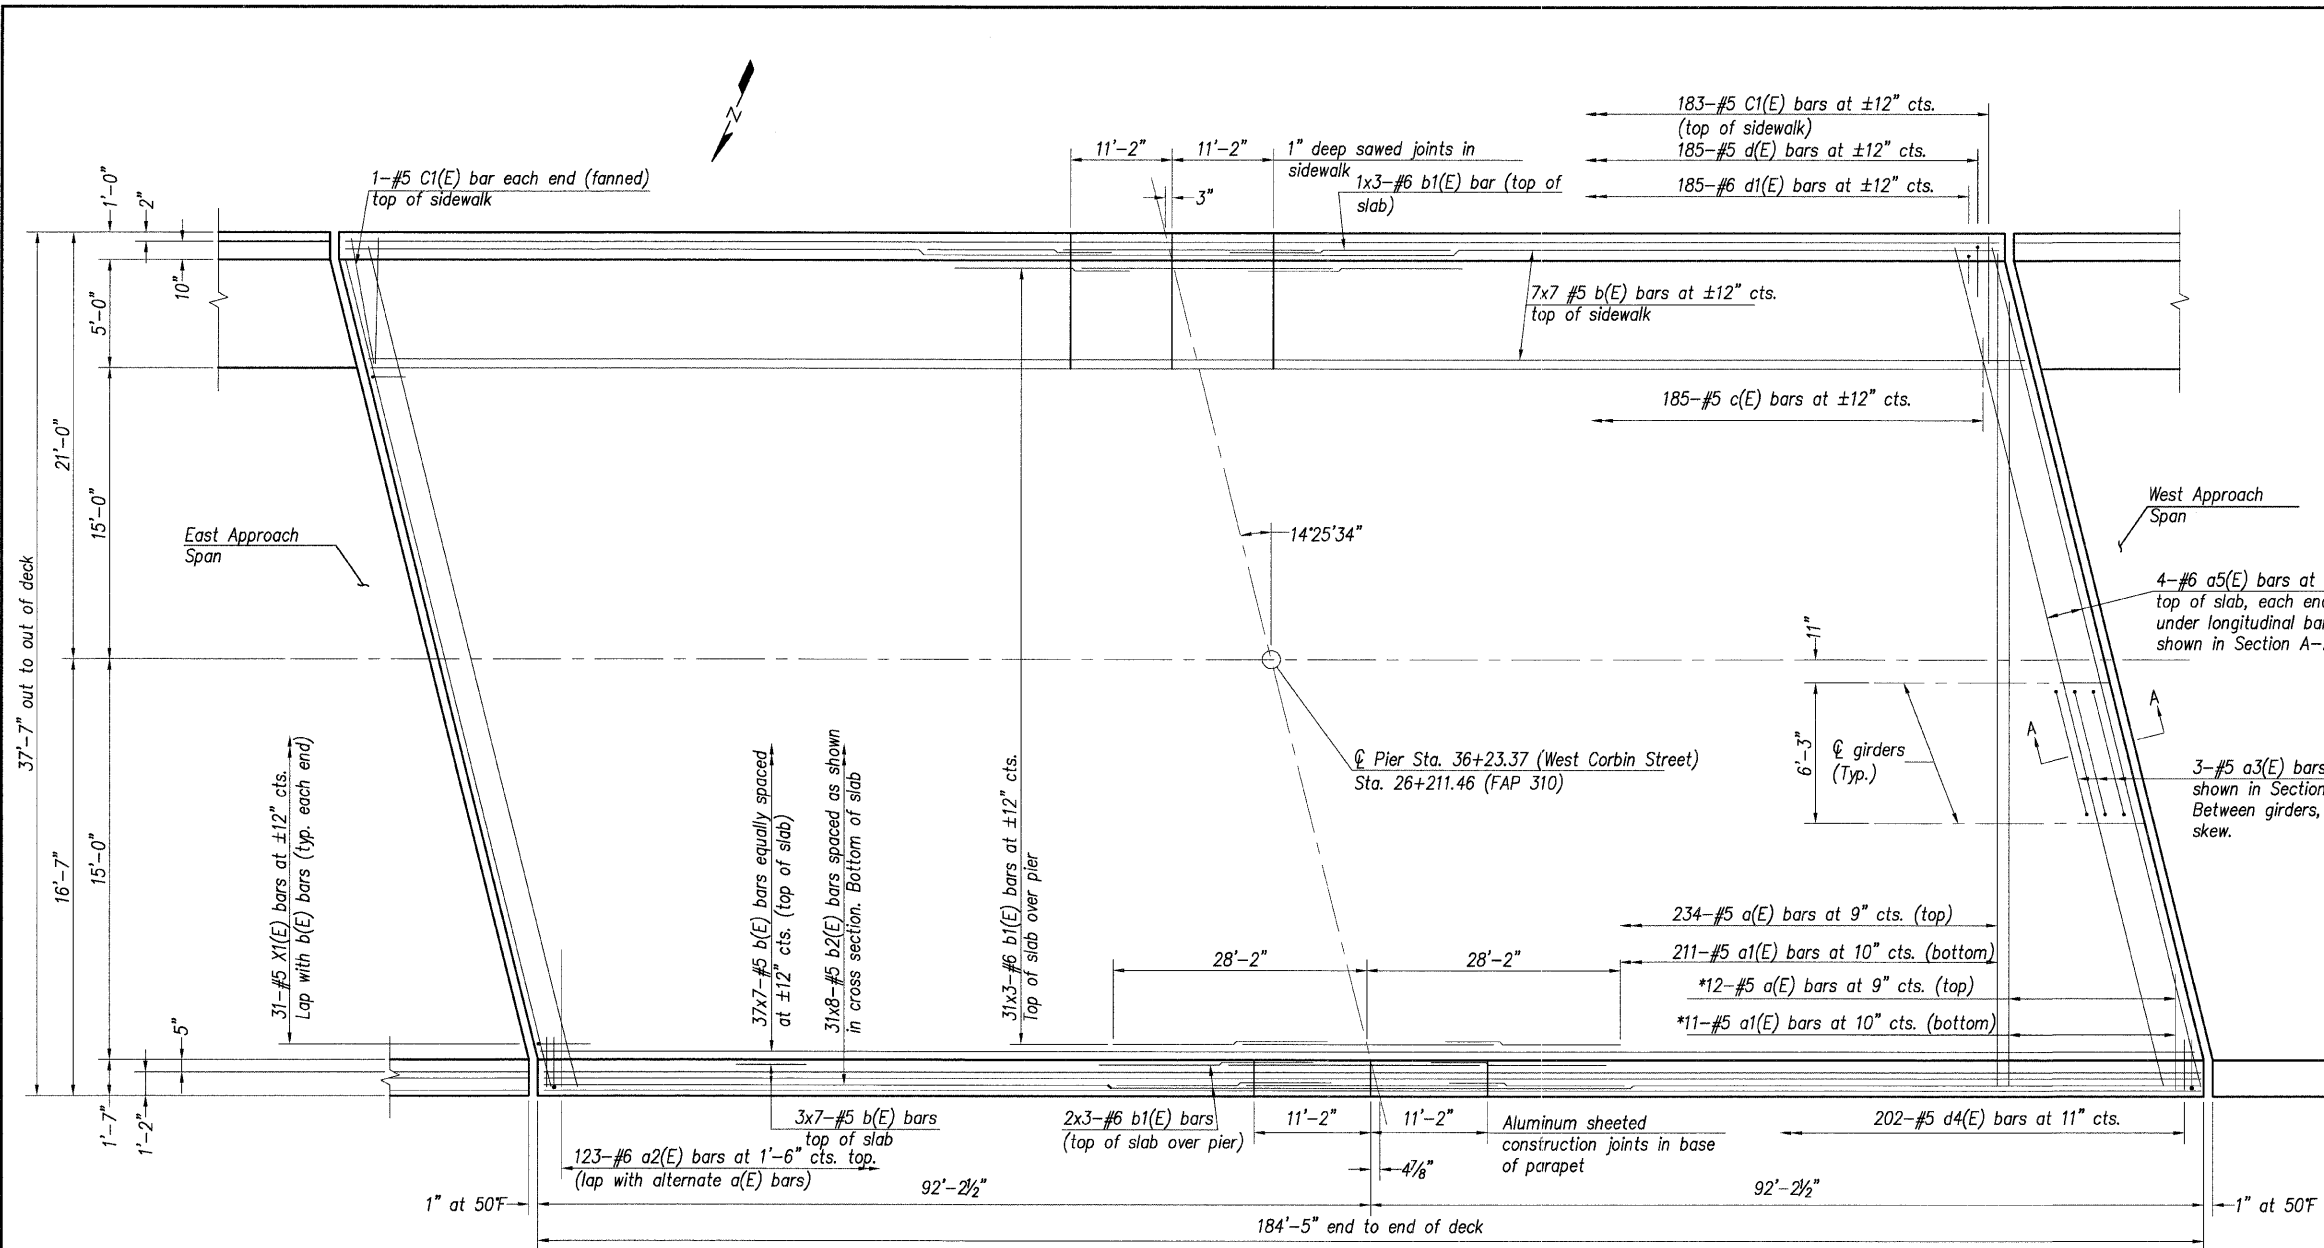 183-#5 C1(E) bars at ±12" cts.
(top of sidewalk)
185-#5 d(E) bars at ±12" cts.
185-#6 d1(E) bars at ±12" cts.
11'-2"
11'-2"
1" deep sawed joints in
sidewalk
1x3-#6 b1(E) bar (top of
slab)
3"
N
1-#5 C1(E) bar each end (fanned)
top of sidewalk
1'-0"
2"
10"
5'-0"
7x7 #5 b(E) bars at ±12" cts.
top of sidewalk
185-#5 c(E) bars at ±12" cts.
21'-0"
15'-0"
37'-7" out to out of deck
East Approach
Span
14°25'34"
West Approach
Span
4-#6 a5(E) bars at
top of slab, each end
under longitudinal
shown in Section
11"
6'-3"
℄ girders
(Typ.)
A
A
℄ Pier Sta. 36+23.37 (West Corbin Street)
Sta. 26+211.46 (FAP 310)
3-#5 a3(E) bars
shown in Section
Between girders,
skew.
16'-7"
15'-0"
31-#5 X1(E) bars at ±12" cts.
Lap with b(E) bars (typ. each end)
37x7-#5 b(E) bars equally spaced
at ±12" cts. (top of slab)
31x8-#5 b2(E) bars spaced as shown
in cross section. Bottom of slab
31x3-#6 b1(E) bars at ±12" cts.
Top of slab over pier
28'-2"
28'-2"
234-#5 a(E) bars at 9" cts. (top)
211-#5 a1(E) bars at 10" cts. (bottom)
*12-#5 a(E) bars at 9" cts. (top)
*11-#5 a1(E) bars at 10" cts. (bottom)
5"
1'-7"
1'-2"
3x7-#5 b(E) bars
top of slab
2x3-#6 b1(E) bars
(top of slab over pier)
11'-2"
11'-2"
Aluminum sheeted
construction joints in base
of parapet
202-#5 d4(E) bars at 11" cts.
123-#6 a2(E) bars at 1'-6" cts. top.
(lap with alternate a(E) bars)
4⅞"
92'-2½"
92'-2½"
1" at 50°F
1" at 50°F
184'-5" end to end of deck